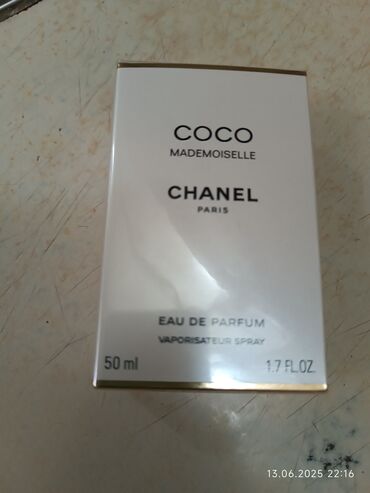 COCO
MADEMOISELLE
CHANEL
PARIS
EAU DE PARFUM
VAPORISATEUR SPRAY
50 ml 1.7 FL.OZ.
13.06.2025 22:16